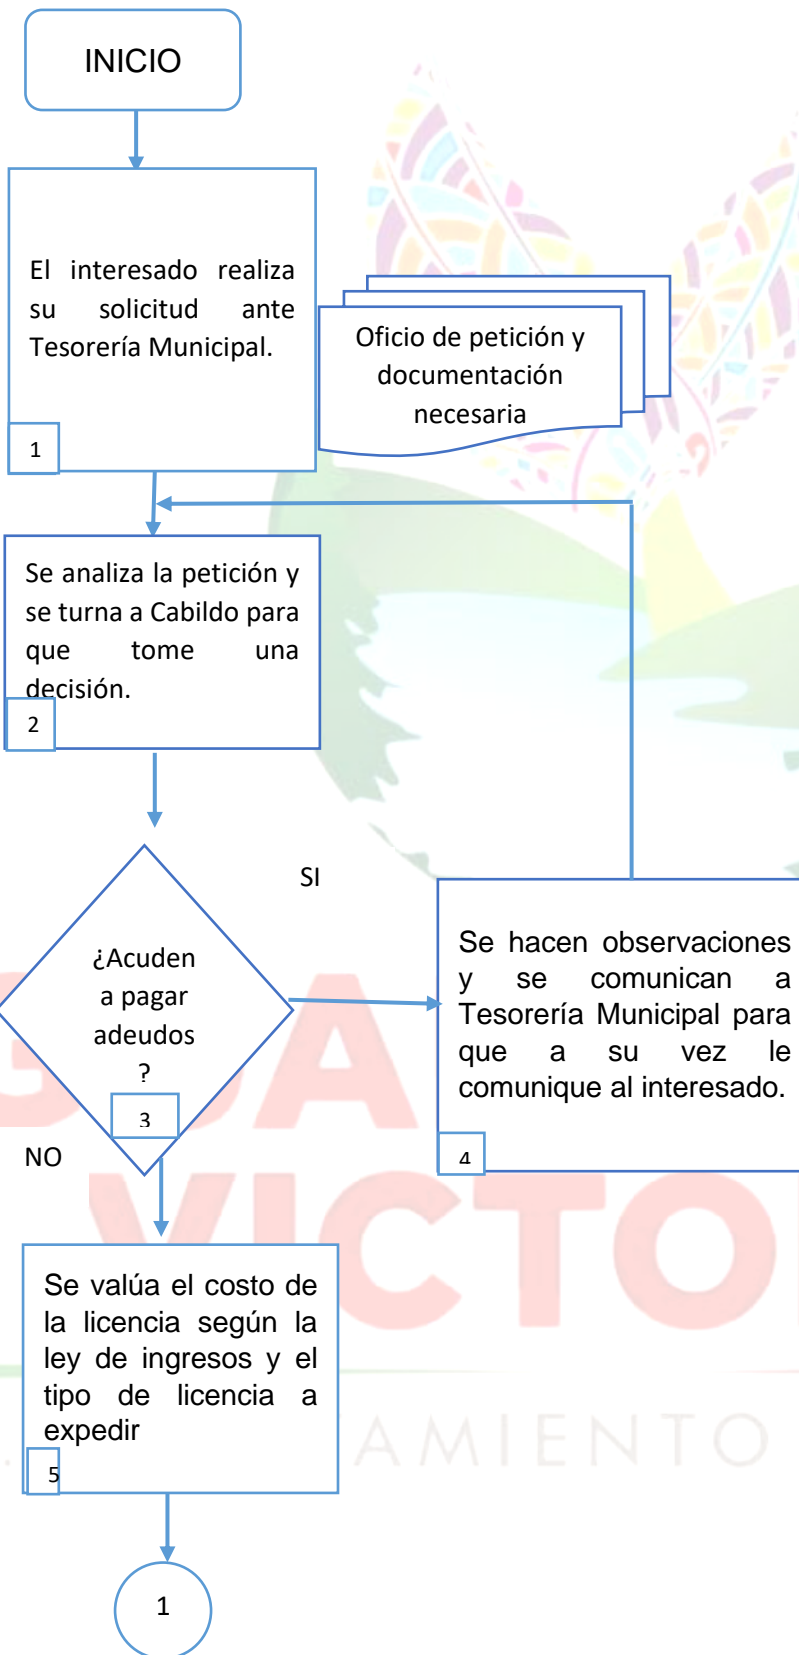 INICIO
El interesado realiza
su solicitud ante
Tesorería Municipal.
1
Oficio de petición y
documentación
necesaria
Se analiza la petición y
se turna a Cabildo para
que tome una
decisión.
2
SI
¿Acuden
a pagar
adeudos
?
3
Se hacen observaciones
y se comunican a
Tesorería Municipal para
que a su vez le
comunique al interesado.
4
NO
Se valúa el costo de
la licencia según la
ley de ingresos y el
tipo de licencia a
expedir
5
1